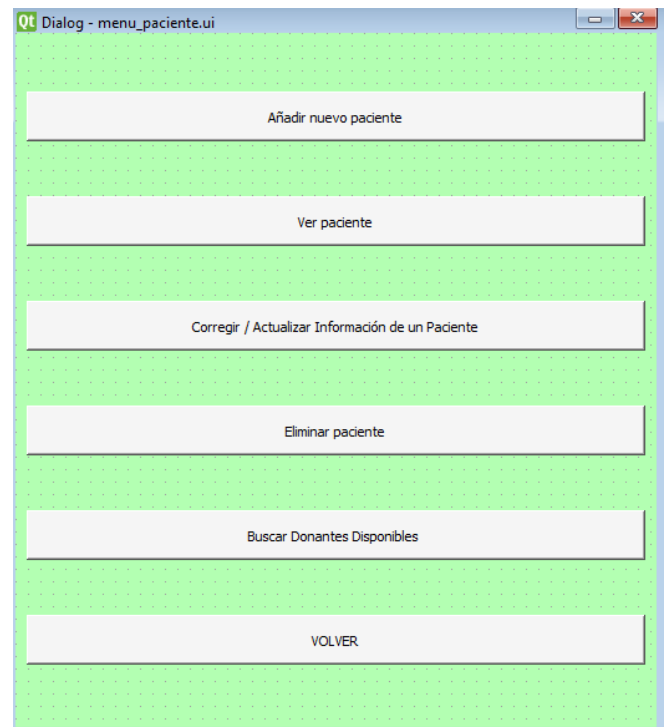 Dialog - menu_paciente.ui
Añadir nuevo paciente
Ver paciente
Corregir / Actualizar Información de un Paciente
Eliminar paciente
Buscar Donantes Disponibles
VOLVER